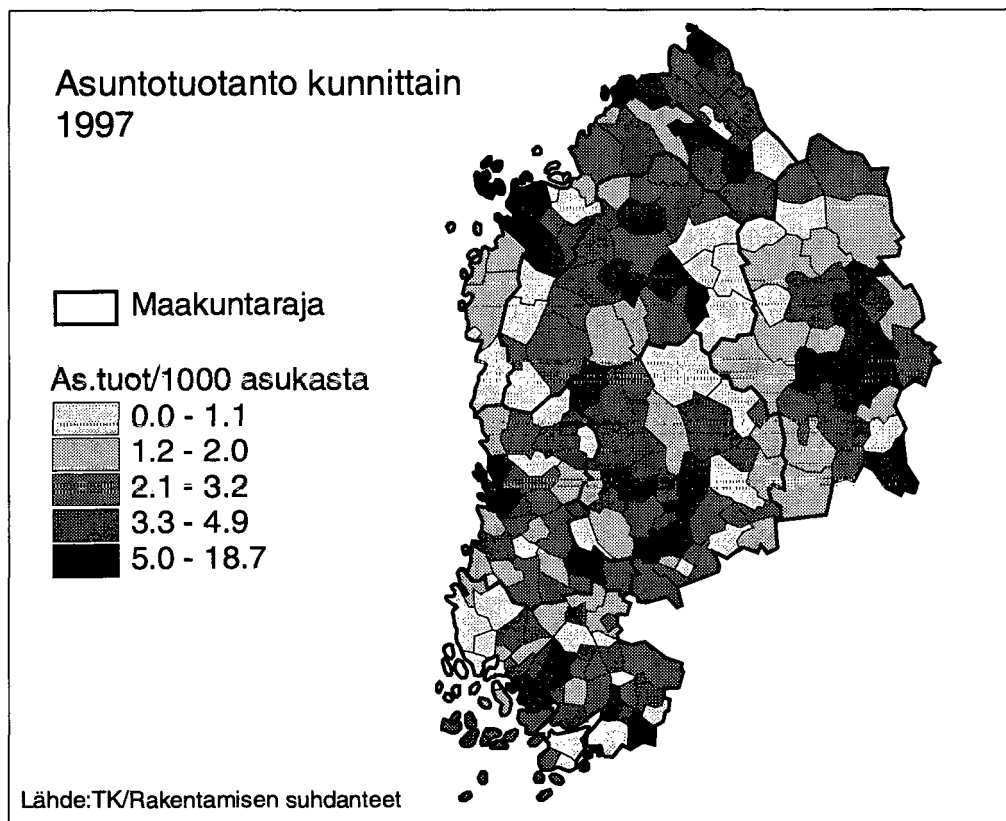 Asuntotuotanto kunnittain
1997
Maakuntaraja
As.tuot/1000 asukasta
0.0 - 1.1
1.2 - 2.0
2.1 - 3.2
3.3 - 4.9
5.0 - 18.7
Lähde:TK/Rakentamisen suhdanteet